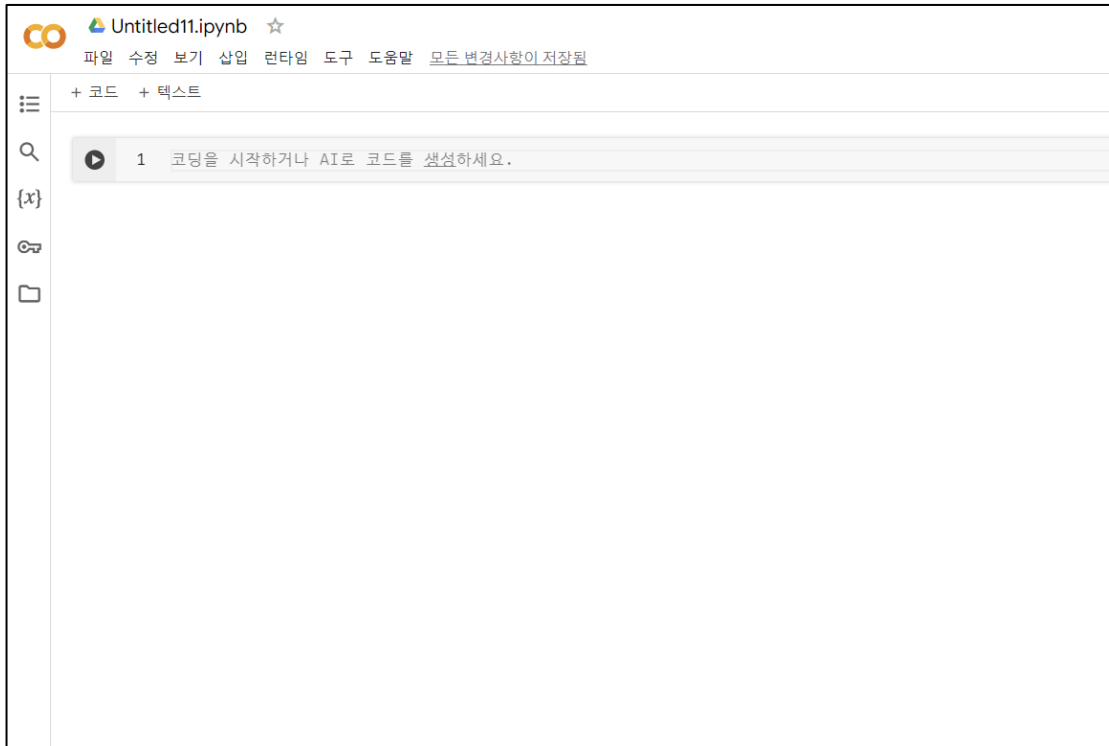 CO Untitled11.ipynb
파일 수정 보기 삽입 런타임 도구 도움말 모든 변경사항이 저장됨
+ 코드 + 텍스트
1 코딩을 시작하거나 AI로 코드를 생성하세요.
{x}